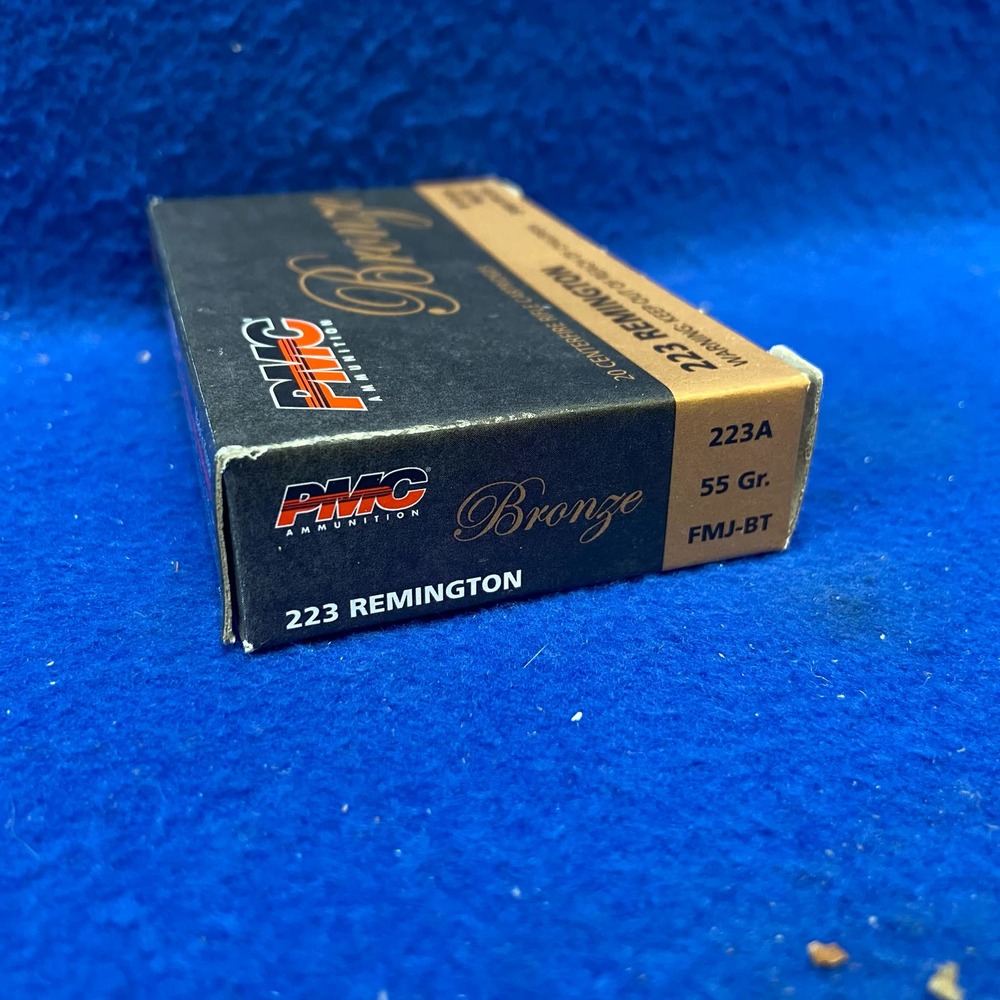 Bronze
PMC
AMMUNITION
20 CENTERFIRE RIFLE CARTRIDGES
223 REMINGTON
WARNING: KEEP OUT OF REACH OF CHILDREN
PMC
AMMUNITION
Bronze
223 REMINGTON
223A
55 Gr.
FMJ-BT